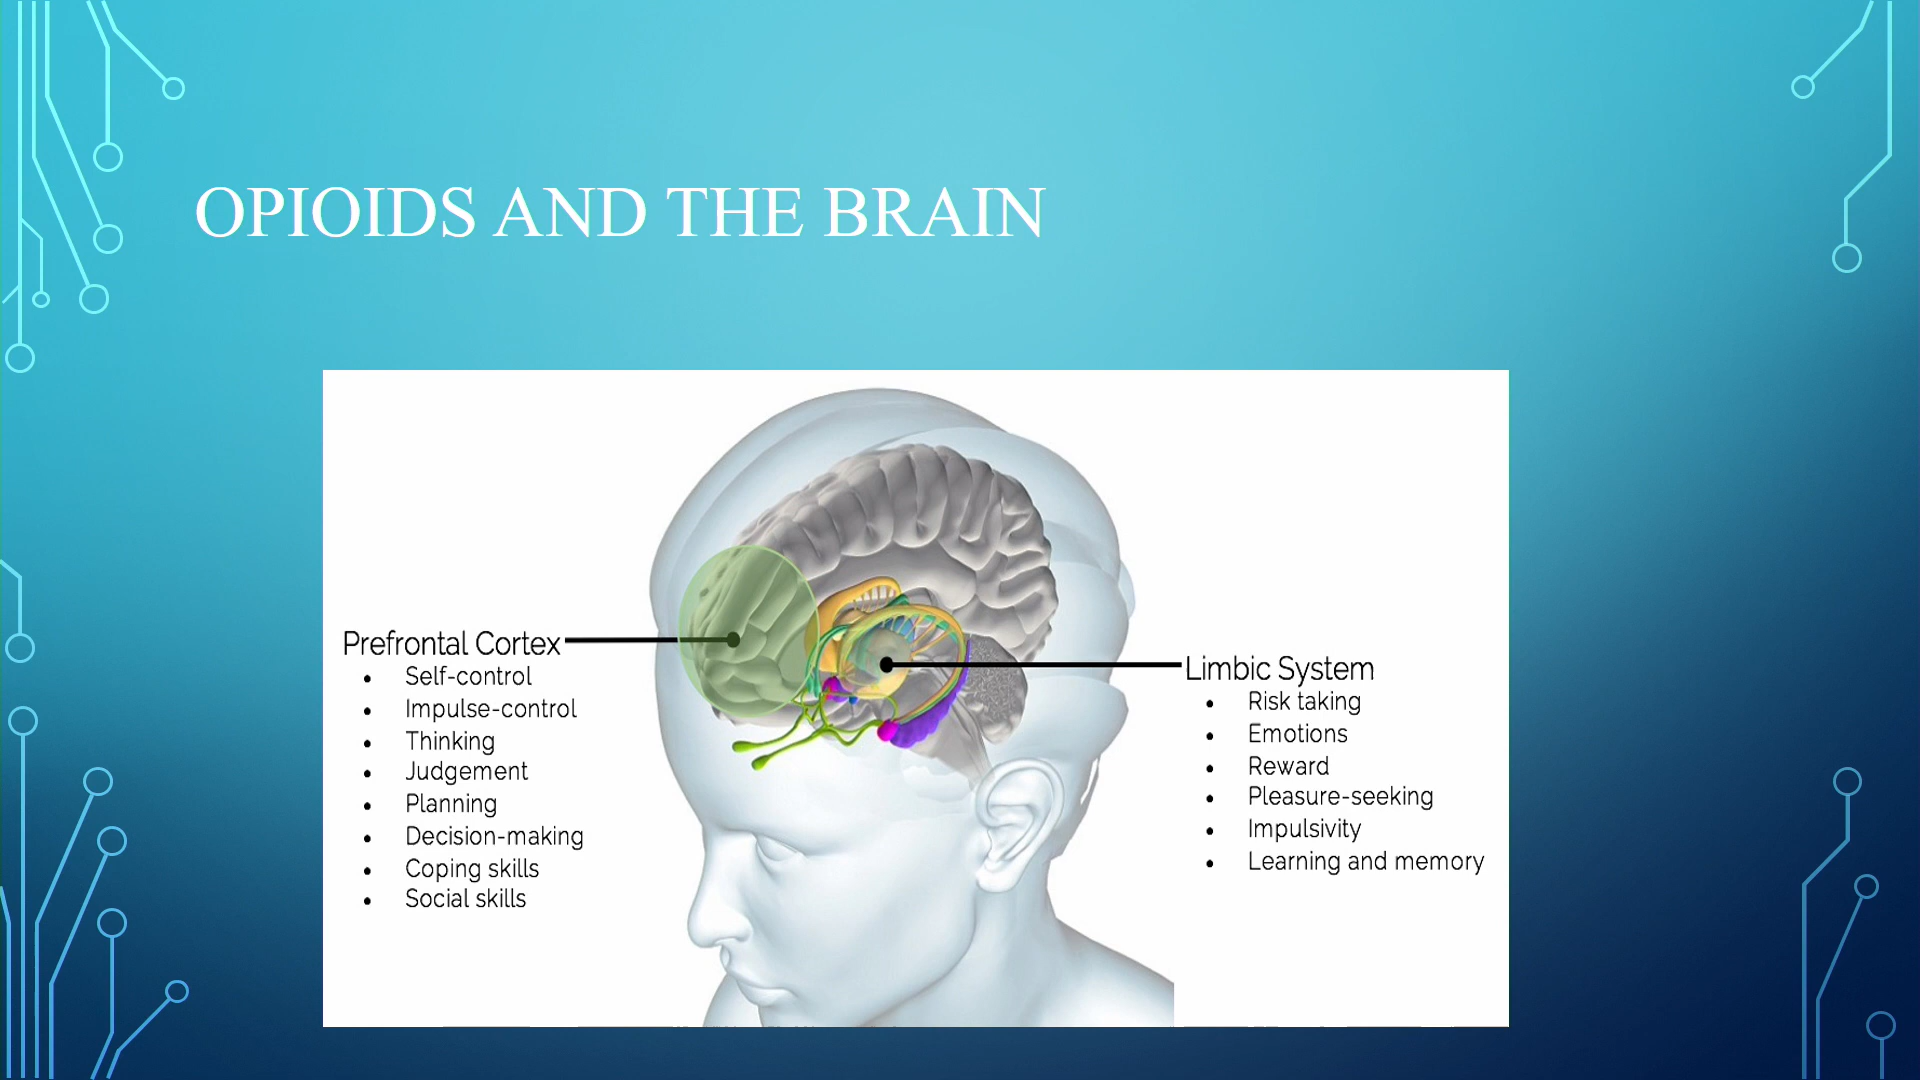 OPIOIDS AND THE BRAIN
Prefrontal Cortex
• Self-control
• Impulse-control
• Thinking
• Judgement
• Planning
• Decision-making
• Coping skills
• Social skills
Limbic System
• Risk taking
• Emotions
• Reward
• Pleasure-seeking
• Impulsivity
• Learning and memory